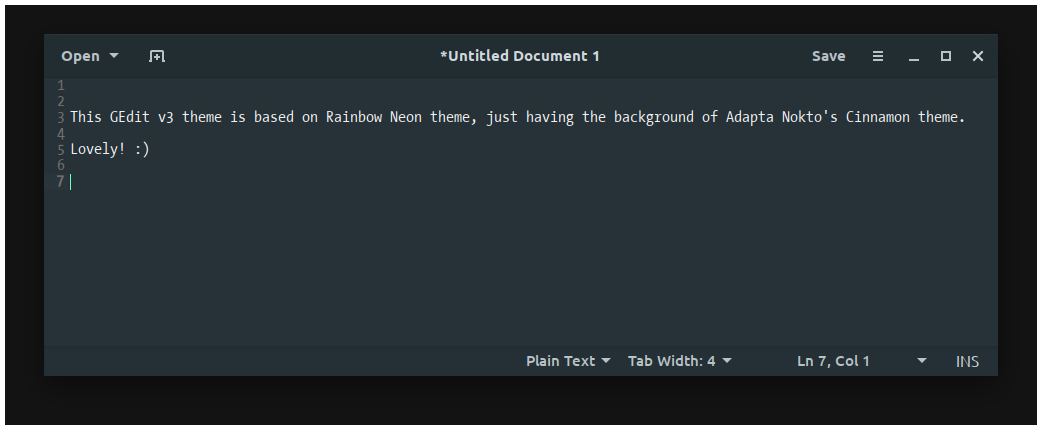 Open
*Untitled Document 1
Save
1
2
3 This GEdit v3 theme is based on Rainbow Neon theme, just having the background of Adapta Nokto's Cinnamon theme.
4
5 Lovely! :)
6
7
Plain Text Tab Width: 4 Ln 7, Col 1 INS